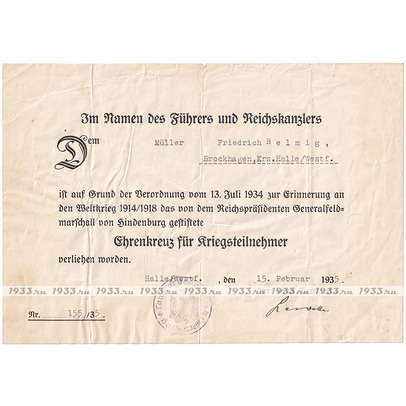 Im Namen des Führers und Reichskanzlers
Dem Müller Friedrich Helmig,
Brockhagen, Krs. Halle/Westf.
ist auf Grund der Verordnung vom 13. Juli 1934 zur Erinnerung an
den Weltkrieg 1914/1918 das von dem Reichspräsidenten Generalfeld-
marschall von Hindenburg gestiftete
Ehrenkreuz für Kriegsteilnehmer
verliehen worden.
Halle/Westf. , den 15. Februar 1935.
1933.ru 1933.ru 1933.ru 1933.ru 1933.ru 1933.ru 1933.ru 1933.ru
Nr. 155/35.